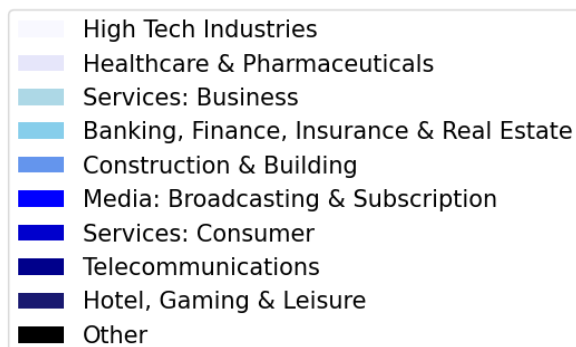 High Tech Industries
Healthcare & Pharmaceuticals
Services: Business
Banking, Finance, Insurance & Real Estate
Construction & Building
Media: Broadcasting & Subscription
Services: Consumer
Telecommunications
Hotel, Gaming & Leisure
Other